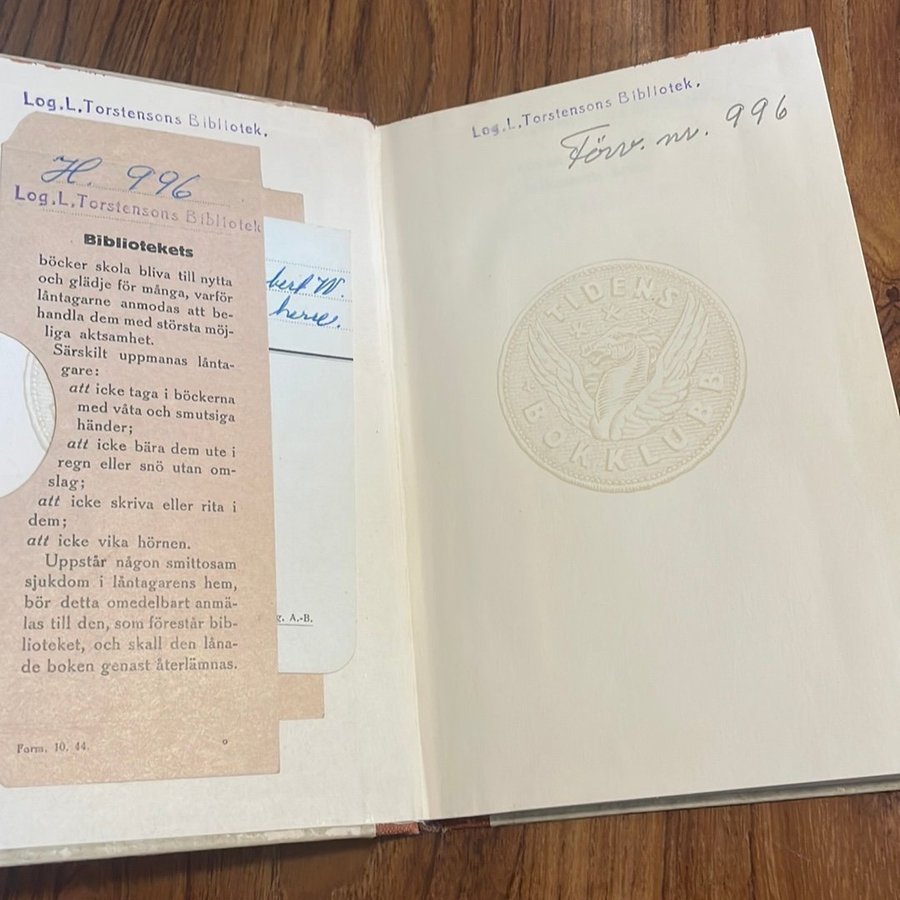 Log.L.Torstensons Bibliotek.
H. 996
Log.L.Torstensons Bibliotek
Bibliotekets
böcker skola bliva till nytta
och glädje för många, varför
låntagarne anmodas att be-
handla dem med största möj-
liga aktsamhet.
Särskilt uppmanas lånta-
gare:
att icke taga i böckerna
med våta och smutsiga
händer;
att icke bära dem ute i
regn eller snö utan om-
slag;
att icke skriva eller rita i
dem;
att icke vika hörnen.
Uppstår någon smittosam
sjukdom i låntagarens hem,
bör detta omedelbart anmä-
las till den, som förestår bib-
lioteket, och skall den låna-
de boken genast återlämnas.
Form. 10. 44.
bert W.
A.-B.
Log.L.Torstensons Bibliotek.
Förv. nr. 996
TIDENS
BOKKLUBB